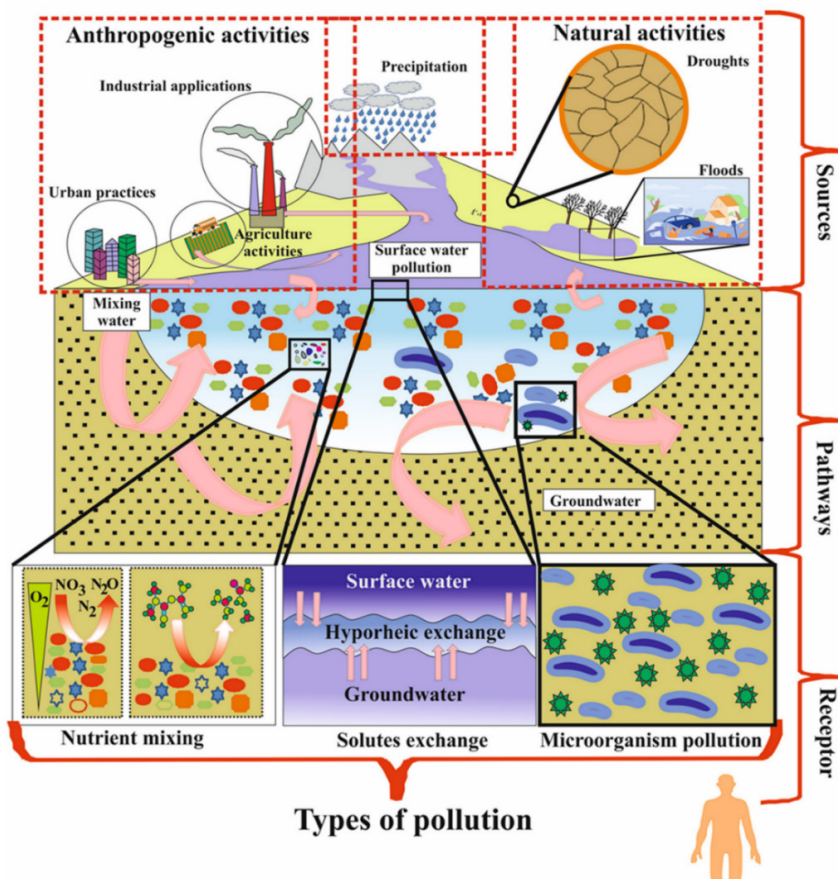 Anthropogenic activities
Natural activities
Precipitation
Droughts
Industrial applications
Floods
Urban practices
Agriculture
activities
Surface water
pollution
Mixing
water
Groundwater
Sources
Pathways
Receptor
O2
NO3 N2O
N2
Surface water
Hyporheic exchange
Groundwater
Nutrient mixing
Solutes exchange
Microorganism pollution
Types of pollution